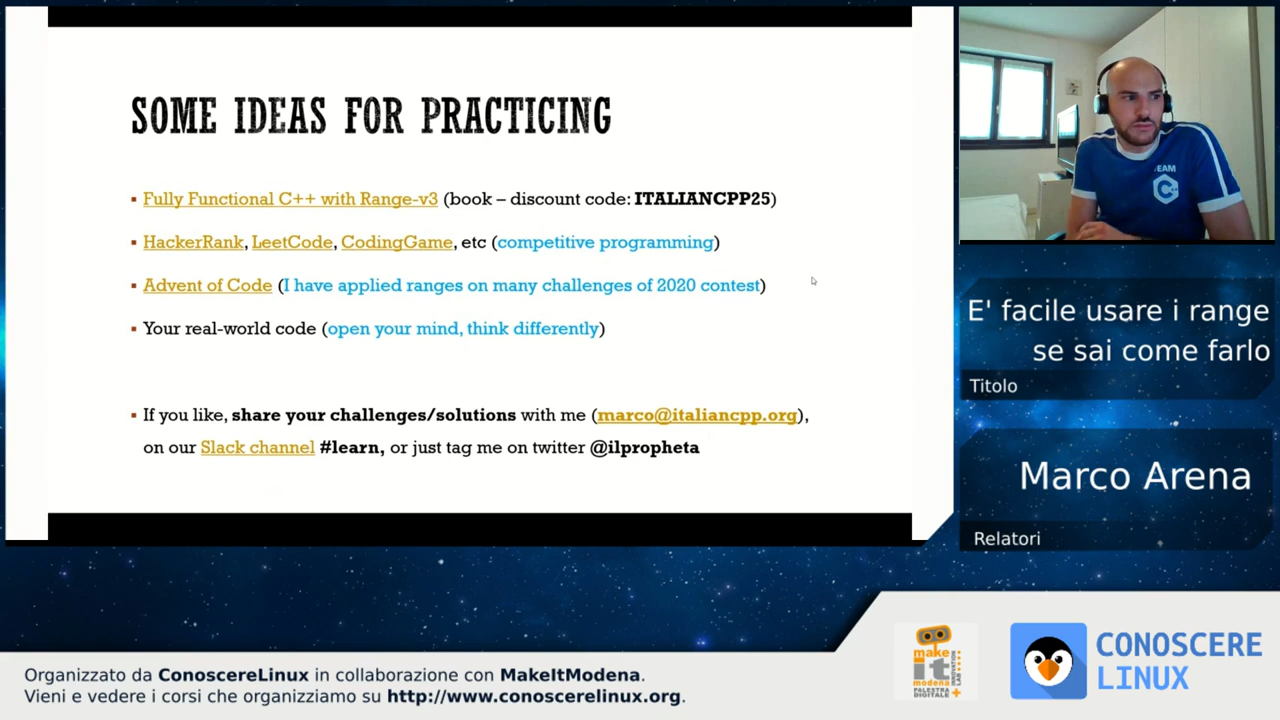 SOME IDEAS FOR PRACTICING
▪ Fully Functional C++ with Range-v3 (book – discount code: ITALIANCPP25)
▪ HackerRank, LeetCode, CodingGame, etc (competitive programming)
▪ Advent of Code (I have applied ranges on many challenges of 2020 contest)
▪ Your real-world code (open your mind, think differently)
▪ If you like, share your challenges/solutions with me (marco@italiancpp.org),
on our Slack channel #learn, or just tag me on twitter @ilpropheta
TEAM
E' facile usare i range
se sai come farlo
Titolo
Marco Arena
Relatori
make
it
modena
PALESTRA
DIGITALE
INNOVATION
LAB
CONOSCERE
LINUX
Organizzato da ConoscereLinux in collaborazione con MakeItModena.
Vieni e vedere i corsi che organizziamo su http://www.conoscerelinux.org.